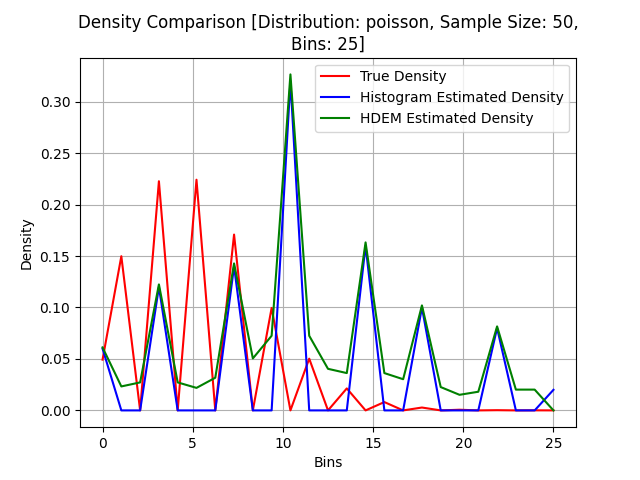 Density Comparison [Distribution: poisson, Sample Size: 50,
Bins: 25]
True Density
Histogram Estimated Density
HDEM Estimated Density
0.30
0.25
0.20
0.15
0.10
0.05
0.00
Density
0 5 10 15 20 25
Bins